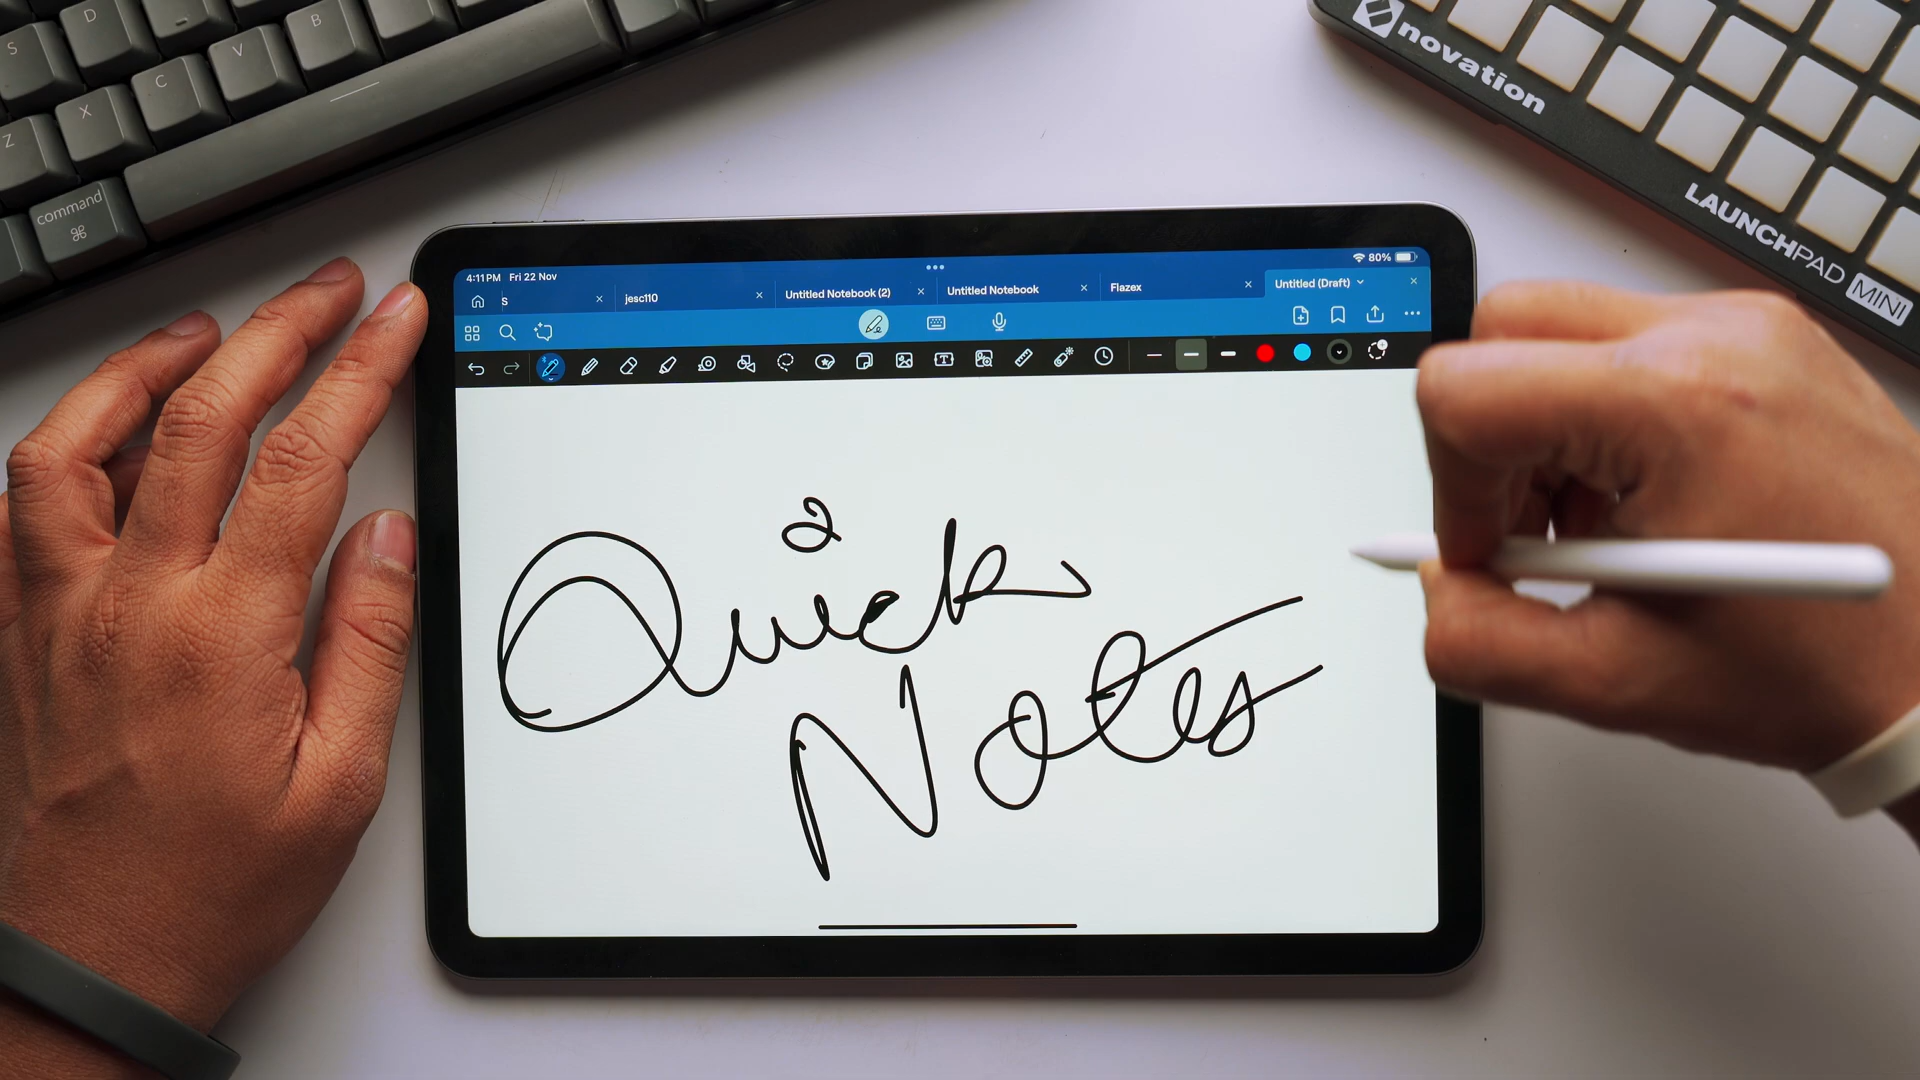 S D B
Z X C V
command
⌘
novation
LAUNCHPAD MINI
4:11 PM Fri 22 Nov
80%
S jesc110 Untitled Notebook (2) Untitled Notebook Flazex Untitled (Draft)
Quick
Notes